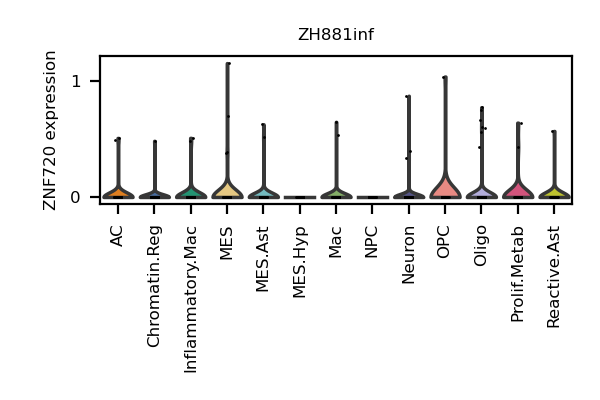 ZH881inf
ZNF720 expression
1
0
AC
Chromatin.Reg
Inflammatory.Mac
MES
MES.Ast
MES.Hyp
Mac
NPC
Neuron
OPC
Oligo
Prolif.Metab
Reactive.Ast